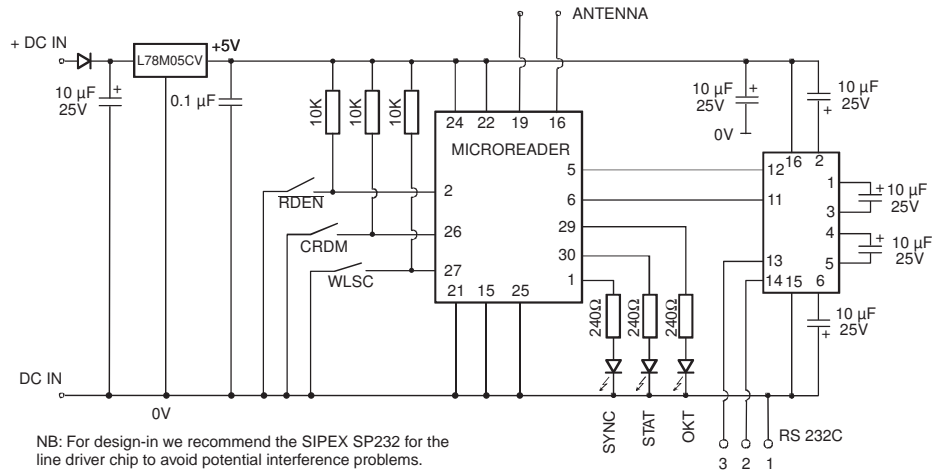 ANTENNA
+ DC IN
L78M05CV
+5V
10 µF
25V
+
0.1 µF
10K
10K
10K
24
22
19
16
MICROREADER
2
26
27
21
15
25
5
6
29
30
1
RDEN
CRDM
WLSC
240Ω
240Ω
240Ω
SYNC
STAT
OKT
10 µF
25V
+
0V
10 µF
25V
+
16
2
12
11
13
14
15
6
1
3
4
5
+
10 µF
25V
+
10 µF
25V
10 µF
25V
+
DC IN
0V
RS 232C
3
2
1
NB: For design-in we recommend the SIPEX SP232 for the
line driver chip to avoid potential interference problems.